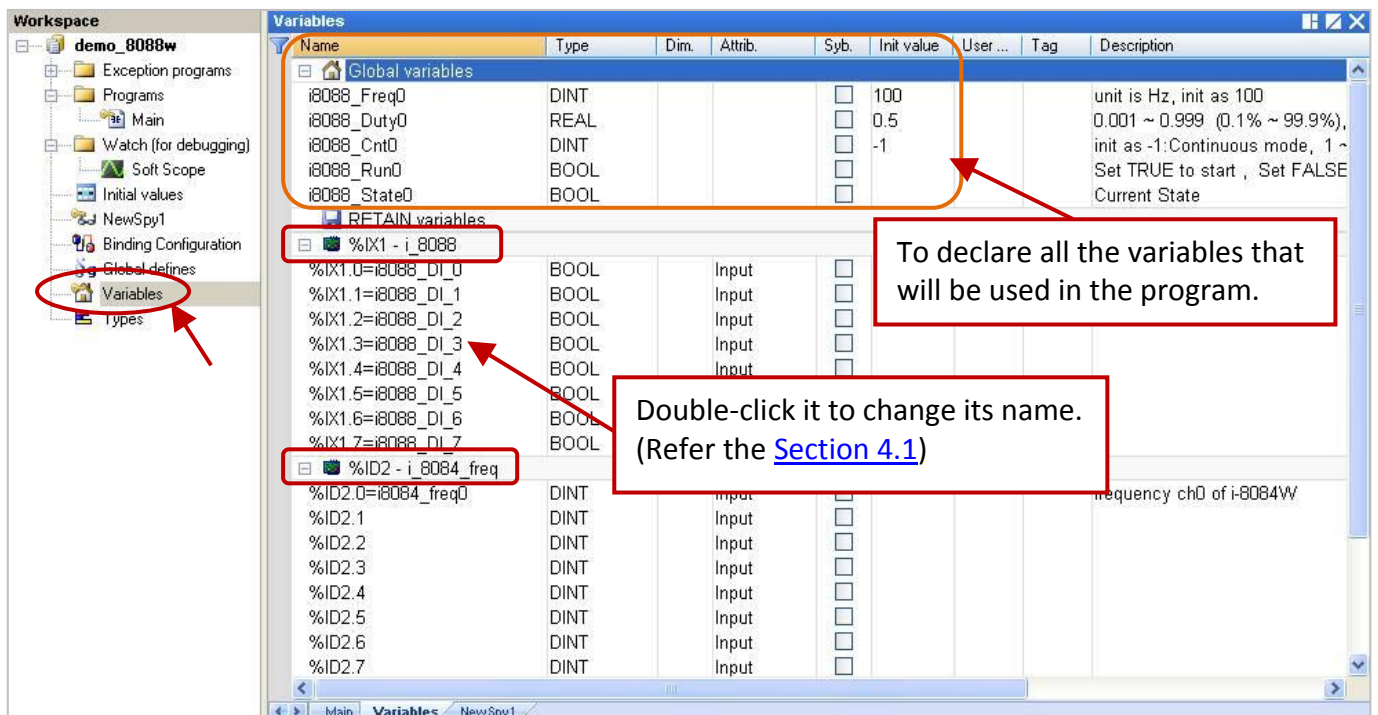 Workspace
demo_8088w
Exception programs
Programs
Main
Watch (for debugging)
Soft Scope
Initial values
NewSpy1
Binding Configuration
Global defines
Variables
Types
Variables
Name Type Dim. Attrib. Syb. Init value User ... Tag Description
Global variables
i8088_Freq0 DINT 100 unit is Hz, init as 100
i8088_Duty0 REAL 0.5 0.001 ~ 0.999 (0.1% ~ 99.9%),
i8088_Cnt0 DINT -1 init as -1:Continuous mode, 1 ~
i8088_Run0 BOOL Set TRUE to start , Set FALSE
i8088_State0 BOOL Current State
RETAIN variables
%IX1 - i_8088
%IX1.0=i8088_DI_0 BOOL Input
%IX1.1=i8088_DI_1 BOOL Input
%IX1.2=i8088_DI_2 BOOL Input
%IX1.3=i8088_DI_3 BOOL Input
%IX1.4=i8088_DI_4 BOOL Input
%IX1.5=i8088_DI_5 BOOL
%IX1.6=i8088_DI_6 BOOL
%IX1.7=i8088_DI_7 BOOL
%ID2 - i_8084_freq
%ID2.0=i8084_freq0 DINT Input frequency ch0 of i-8084W
%ID2.1 DINT Input
%ID2.2 DINT Input
%ID2.3 DINT Input
%ID2.4 DINT Input
%ID2.5 DINT Input
%ID2.6 DINT Input
%ID2.7 DINT Input
To declare all the variables that
will be used in the program.
Double-click it to change its name.
(Refer the Section 4.1)
Main Variables NewSpy1